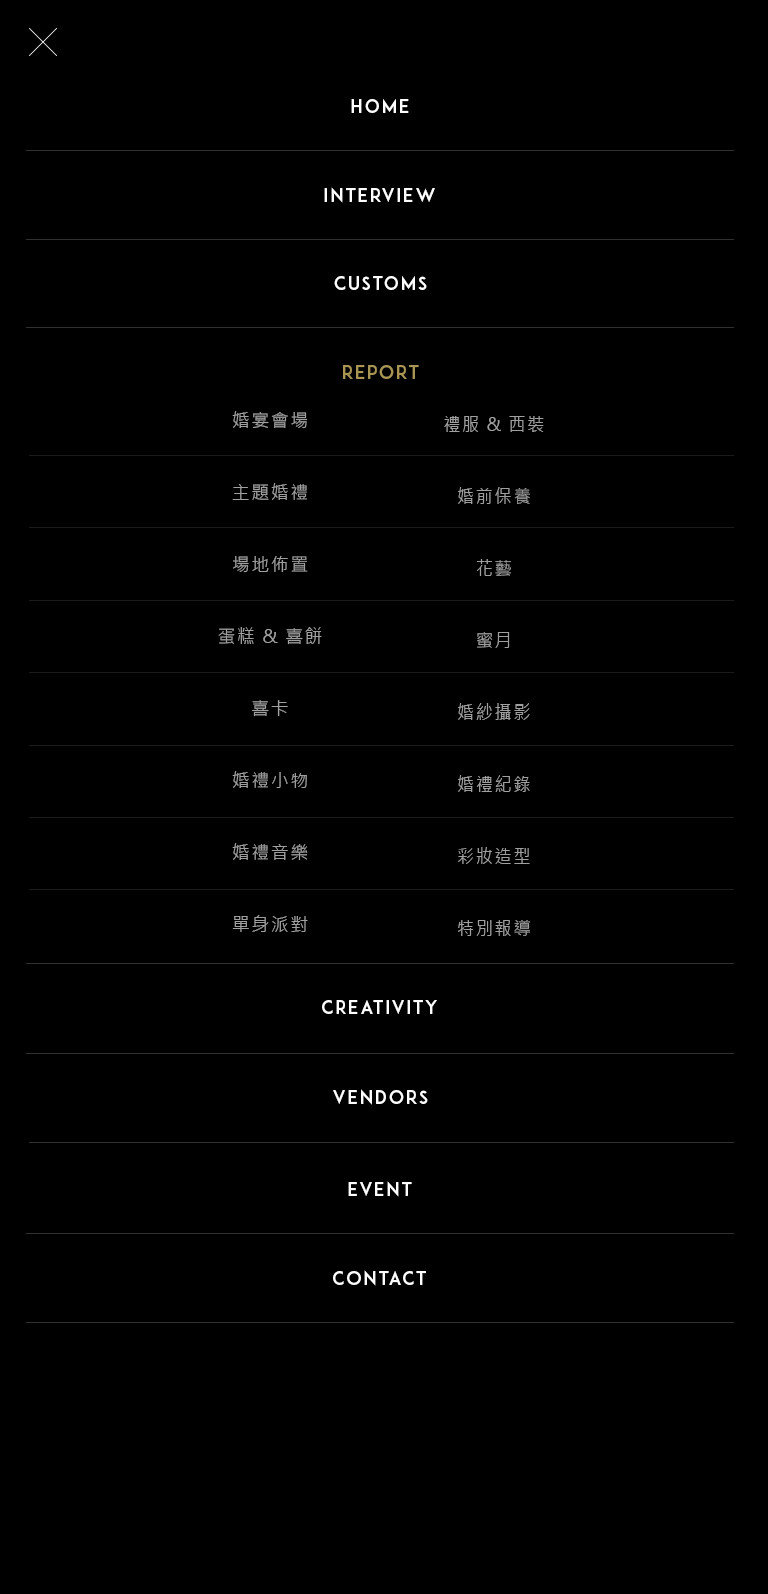 HOME
INTERVIEW
CUSTOMS
REPORT
婚宴會場
禮服 & 西裝
主題婚禮
婚前保養
場地佈置
花藝
蛋糕 & 喜餅
蜜月
喜卡
婚紗攝影
婚禮小物
婚禮紀錄
婚禮音樂
彩妝造型
單身派對
特別報導
CREATIVITY
VENDORS
EVENT
CONTACT